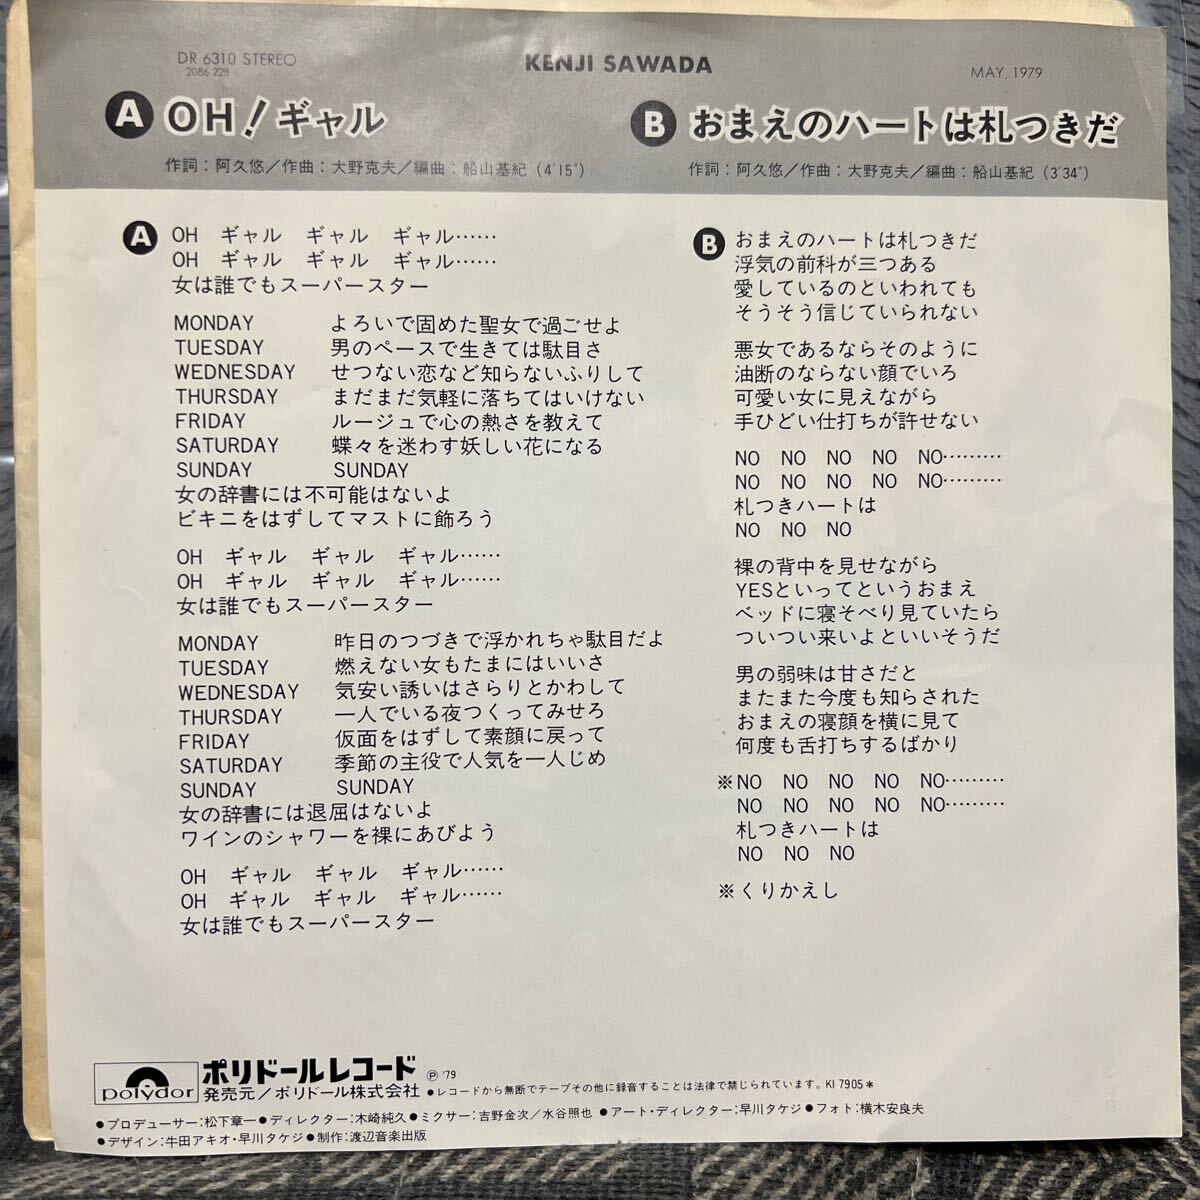 DR 6310 STEREO
2086 228
KENJI SAWADA
MAY, 1979
A OH!ギャル
作詞:阿久悠/作曲:大野克夫/編曲:船山基紀(4'15")
B おまえのハートは札つきだ
作詞:阿久悠/作曲:大野克夫/編曲:船山基紀(3'34")
A OH ギャル ギャル ギャル……
OH ギャル ギャル ギャル……
女は誰でもスーパースター
MONDAY よろいで固めた聖女で過ごせよ
TUESDAY 男のペースで生きては駄目さ
WEDNESDAY せつない恋など知らないふりして
THURSDAY まだまだ気軽に落ちてはいけない
FRIDAY ルージュで心の熱さを教えて
SATURDAY 蝶々を迷わす妖しい花になる
SUNDAY SUNDAY
女の辞書には不可能はないよ
ビキニをはずしてマストに飾ろう
OH ギャル ギャル ギャル……
OH ギャル ギャル ギャル……
女は誰でもスーパースター
MONDAY 昨日のつづきで浮かれちゃ駄目だよ
TUESDAY 燃えない女もたまにはいいさ
WEDNESDAY 気安い誘いはさらりとかわして
THURSDAY 一人でいる夜つくってみせろ
FRIDAY 仮面をはずして素顔に戻って
SATURDAY 季節の主役で人気を一人じめ
SUNDAY SUNDAY
女の辞書には退屈はないよ
ワインのシャワーを裸にあびよう
OH ギャル ギャル ギャル……
OH ギャル ギャル ギャル……
女は誰でもスーパースター
B おまえのハートは札つきだ
浮気の前科が三つある
愛しているのといわれても
そうそう信じていられない
悪女であるならそのように
油断のならない顔でいろ
可愛い女に見えながら
手ひどい仕打ちが許せない
NO NO NO NO NO………
NO NO NO NO NO………
札つきハートは
NO NO NO
裸の背中を見せながら
YESといってというおまえ
ベッドに寝そべり見ていたら
ついつい来いよといいそうだ
男の弱味は甘さだと
またまた今度も知らされた
おまえの寝顔を横に見て
何度も舌打ちするばかり
※NO NO NO NO NO………
NO NO NO NO NO………
札つきハートは
NO NO NO
※くりかえし
polydor
ポリドールレコード ℗'79
発売元/ポリドール株式会社 ●レコードから無断でテープその他に録音することは法律で禁じられています。KI 7905*
●プロデューサー:松下章一●ディレクター:木崎純久●ミクサー:吉野金次/水谷照也●アート・ディレクター:早川タケジ●フォト:横木安良夫
●デザイン:牛田アキオ・早川タケジ●制作:渡辺音楽出版